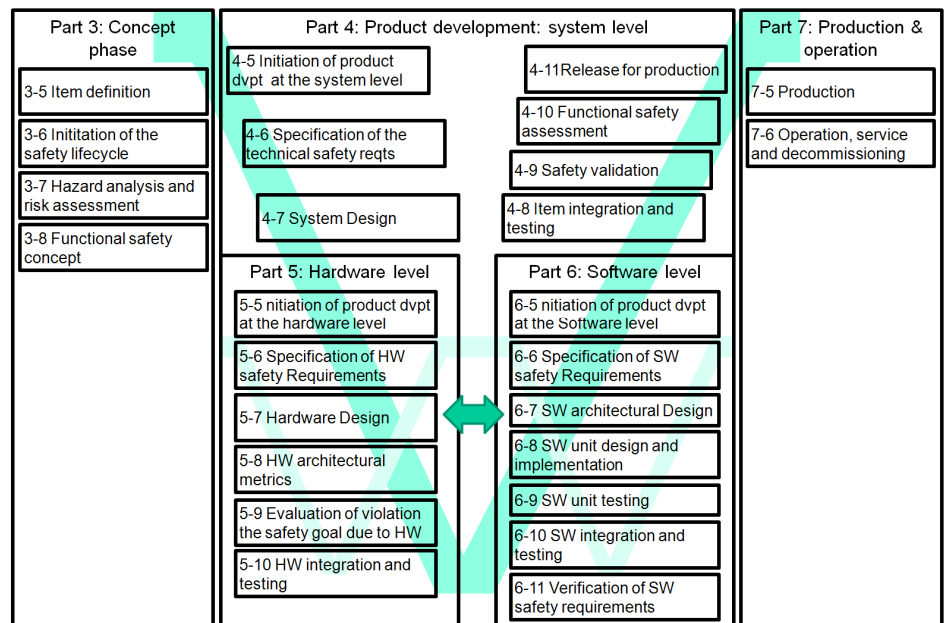 Part 3: Concept
phase
3-5 Item definition
3-6 Inititation of the
safety lifecycle
3-7 Hazard analysis and
risk assessment
3-8 Functional safety
concept
Part 4: Product development: system level
4-5 Initiation of product
dvpt at the system level
4-6 Specification of the
technical safety reqts
4-7 System Design
4-11Release for production
4-10 Functional safety
assessment
4-9 Safety validation
4-8 Item integration and
testing
Part 5: Hardware level
5-5 nitiation of product dvpt
at the hardware level
5-6 Specification of HW
safety Requirements
5-7 Hardware Design
5-8 HW architectural
metrics
5-9 Evaluation of violation
the safety goal due to HW
5-10 HW integration and
testing
Part 6: Software level
6-5 nitiation of product dvpt
at the Software level
6-6 Specification of SW
safety Requirements
6-7 SW architectural Design
6-8 SW unit design and
implementation
6-9 SW unit testing
6-10 SW integration and
testing
6-11 Verification of SW
safety requirements
Part 7: Production &
operation
7-5 Production
7-6 Operation, service
and decommissioning